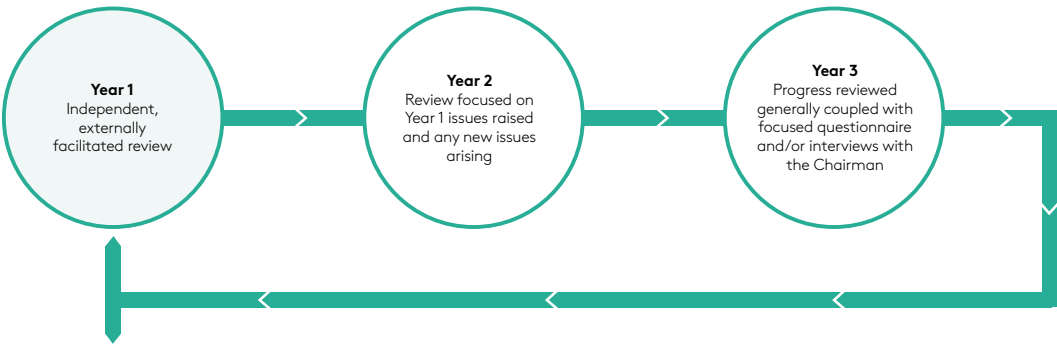 Year 1
Independent,
externally
facilitated review
Year 2
Review focused on
Year 1 issues raised
and any new issues
arising
Year 3
Progress reviewed
generally coupled with
focused questionnaire
and/or interviews with
the Chairman